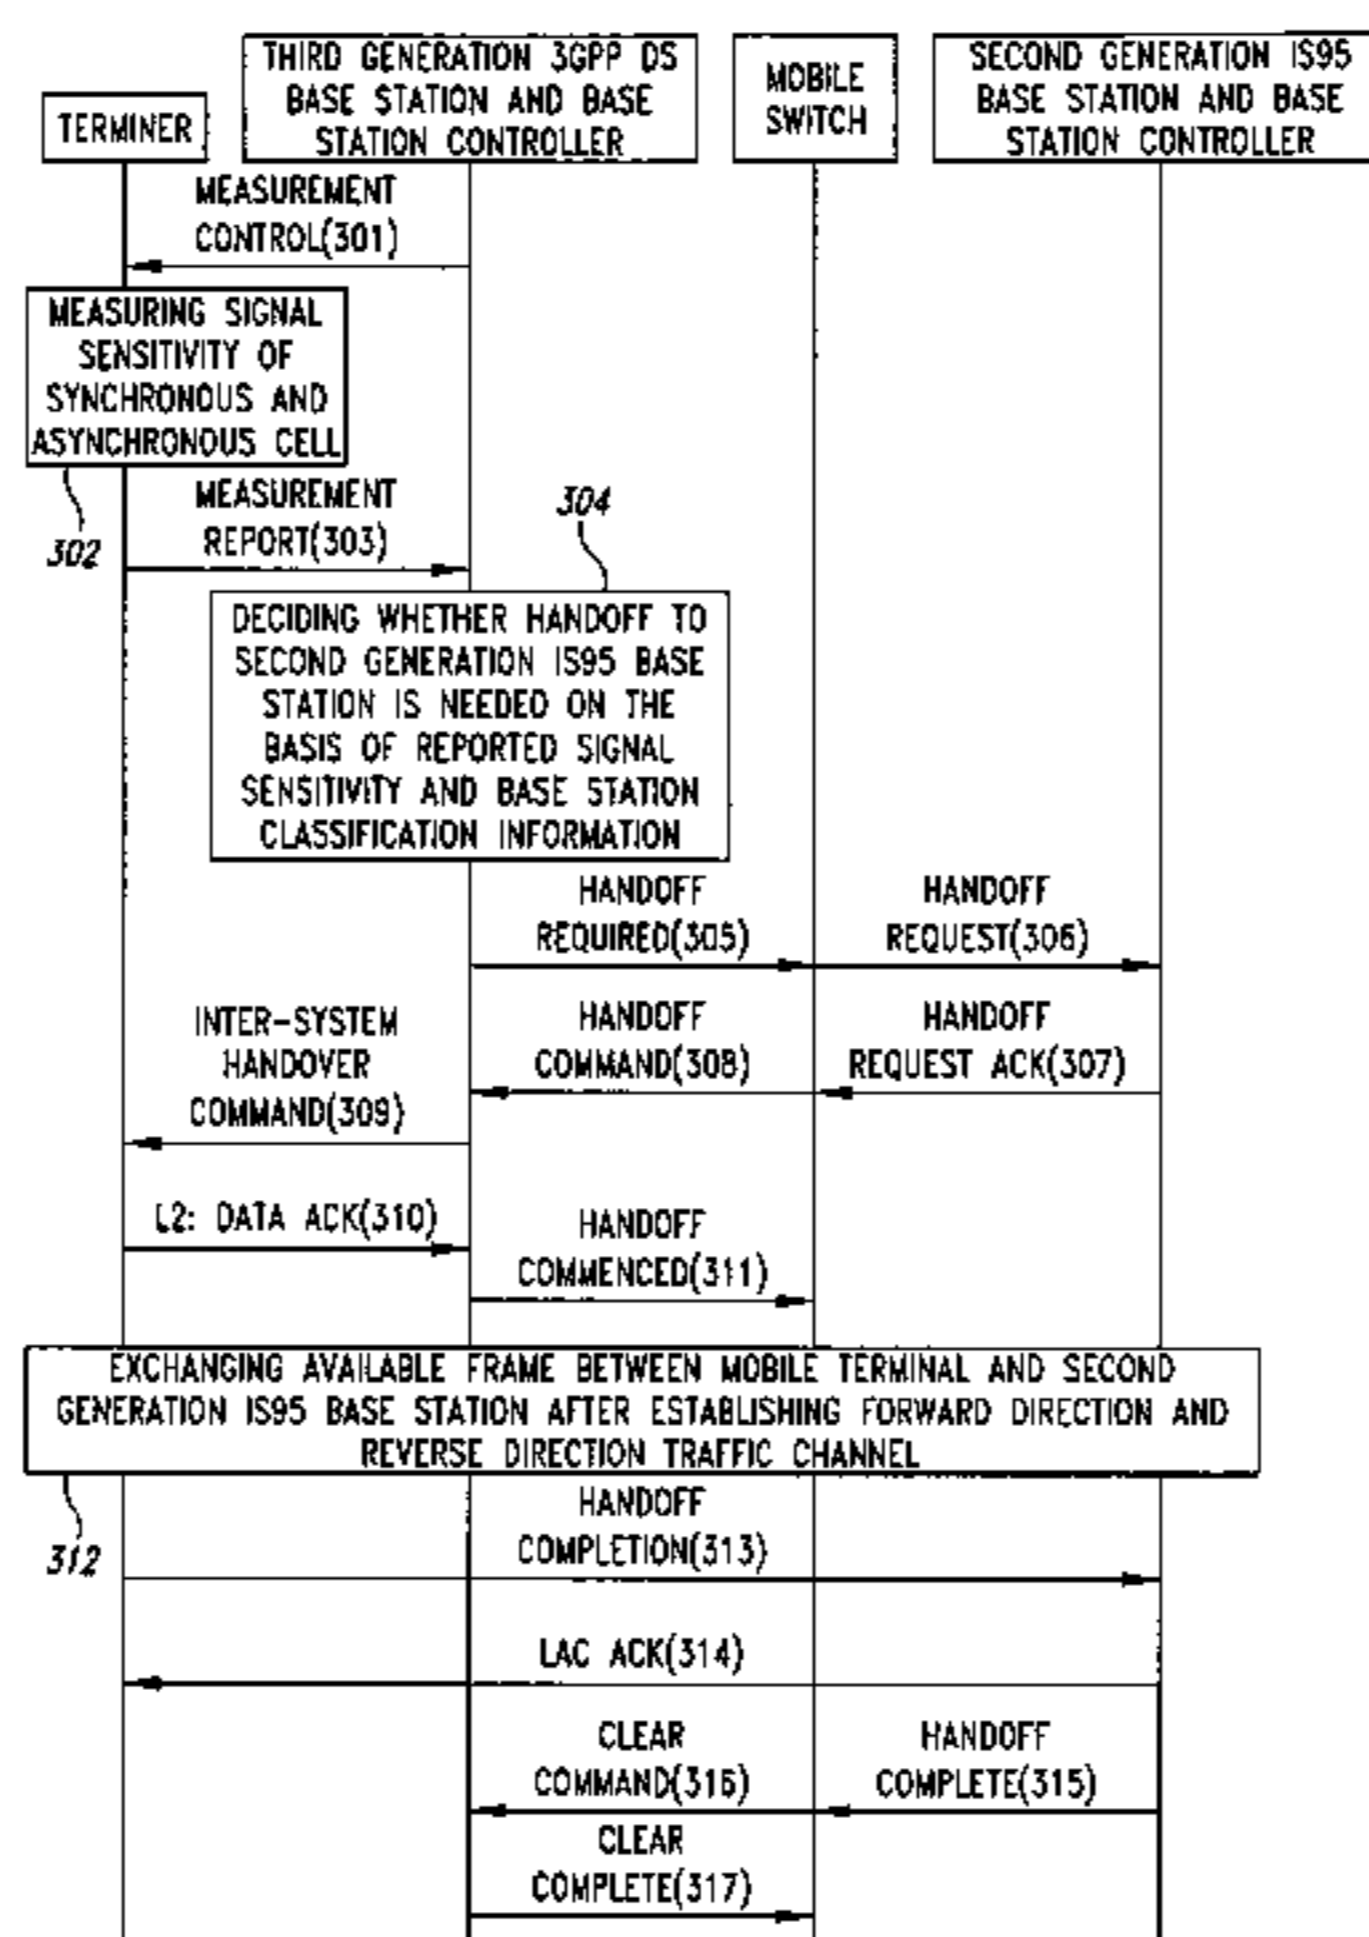 TERMINER
THIRD GENERATION 3GPP DS
BASE STATION AND BASE
STATION CONTROLLER
MOBILE
SWITCH
SECOND GENERATION IS95
BASE STATION AND BASE
STATION CONTROLLER
MEASUREMENT
CONTROL(301)
MEASURING SIGNAL
SENSITIVITY OF
SYNCHRONOUS AND
ASYNCHRONOUS CELL
302
MEASUREMENT
REPORT(303)
304
DECIDING WHETHER HANDOFF TO
SECOND GENERATION IS95 BASE
STATION IS NEEDED ON THE
BASIS OF REPORTED SIGNAL
SENSITIVITY AND BASE STATION
CLASSIFICATION INFORMATION
HANDOFF
REQUIRED(305)
HANDOFF
REQUEST(306)
INTER-SYSTEM
HANDOVER
COMMAND(309)
HANDOFF
COMMAND(308)
HANDOFF
REQUEST ACK(307)
L2: DATA ACK(310)
HANDOFF
COMMENCED(311)
EXCHANGING AVAILABLE FRAME BETWEEN MOBILE TERMINAL AND SECOND
GENERATION IS95 BASE STATION AFTER ESTABLISHING FORWARD DIRECTION AND
REVERSE DIRECTION TRAFFIC CHANNEL
312
HANDOFF
COMPLETION(313)
LAC ACK(314)
CLEAR
COMMAND(316)
HANDOFF
COMPLETE(315)
CLEAR
COMPLETE(317)